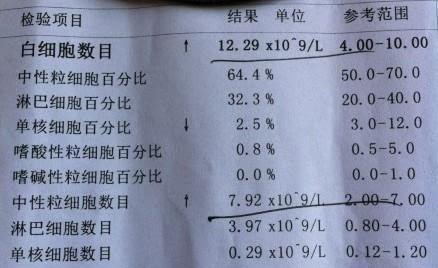 检验项目 结果 单位 参考范围
白细胞数目 ↑ 12.29 x10^9/L 4.00-10.00
中性粒细胞百分比 64.4 % 50.0-70.0
淋巴细胞百分比 32.3 % 20.0-40.0
单核细胞百分比 ↓ 2.5 % 3.0-12.0
嗜酸性粒细胞百分比 0.8 % 0.5-5.0
嗜碱性粒细胞百分比 0.0 % 0.0-1.0
中性粒细胞数目 ↑ 7.92 x10^9/L 2.00-7.00
淋巴细胞数目 3.97 x10^9/L 0.80-4.00
单核细胞数目 0.29 x10^9/L 0.12-1.20